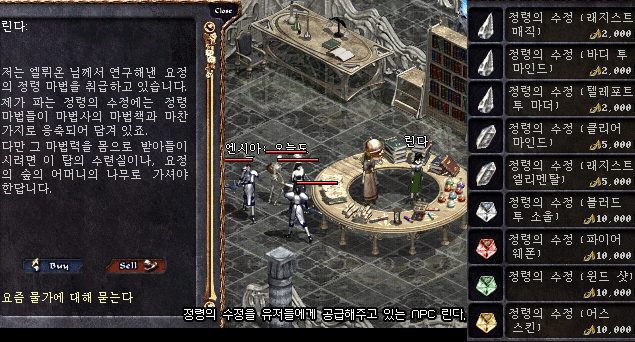 Close
린다:
저는 엘뤼온 님께서 연구해낸 요정
의 정령 마법을 취급하고 있습니다.
제가 파는 정령의 수정에는 정령
마법들이 마법사의 마법책과 마찬
가지로 응축되어 담겨 있죠.
다만 그 마법력을 몸으로 받아들이
시려면 이 탑의 수련실이나, 요정
의 숲의 어머니의 나무로 가셔야
한답니다.
Buy
Sell
요즘 물가에 대해 묻는다
엔시아: 오늘도
린다
정령의 수정을 유저들에게 공급해주고 있는 NPC 린다.
정령의 수정 (래지스트
매직)
2,000
정령의 수정 (바디 투
마인드)
2,000
정령의 수정 (텔레포트
투 마더)
2,000
정령의 수정 (클리어
마인드)
5,000
정령의 수정 (래지스트
엘리멘탈)
5,000
정령의 수정 (블러드
투 소울)
10,000
정령의 수정 (파이어
웨폰)
10,000
정령의 수정 (윈드 샷)
10,000
정령의 수정 (어스
스킨)
10,000